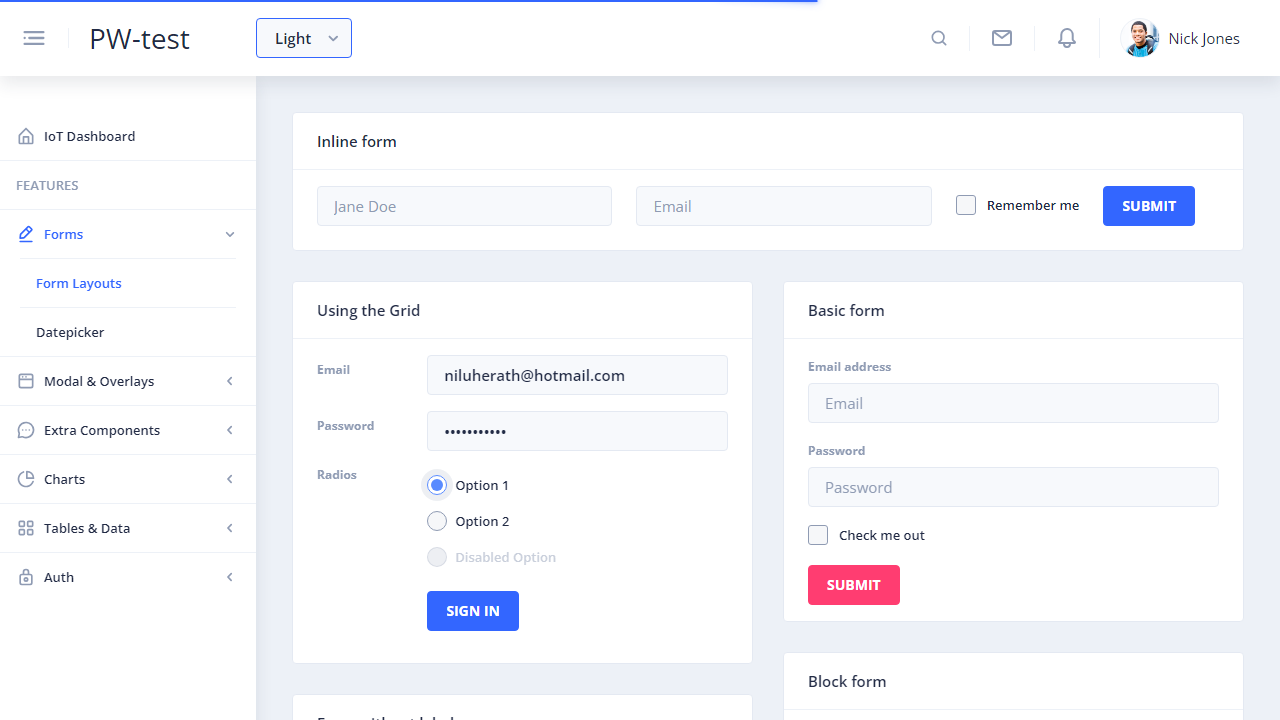 PW-test
Light
Nick Jones
IoT Dashboard
FEATURES
Forms
Form Layouts
Datepicker
Modal & Overlays
Extra Components
Charts
Tables & Data
Auth
Inline form
Jane Doe
Email
Remember me
SUBMIT
Using the Grid
Email
niluherath@hotmail.com
Password
•••••••••••
Radios
Option 1
Option 2
Disabled Option
SIGN IN
Basic form
Email address
Email
Password
Password
Check me out
SUBMIT
Block form